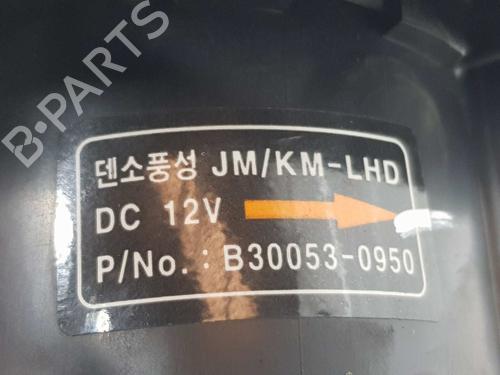 B-PARTS
덴소풍성 JM/KM-LHD
DC 12V
P/No. : B30053-0950